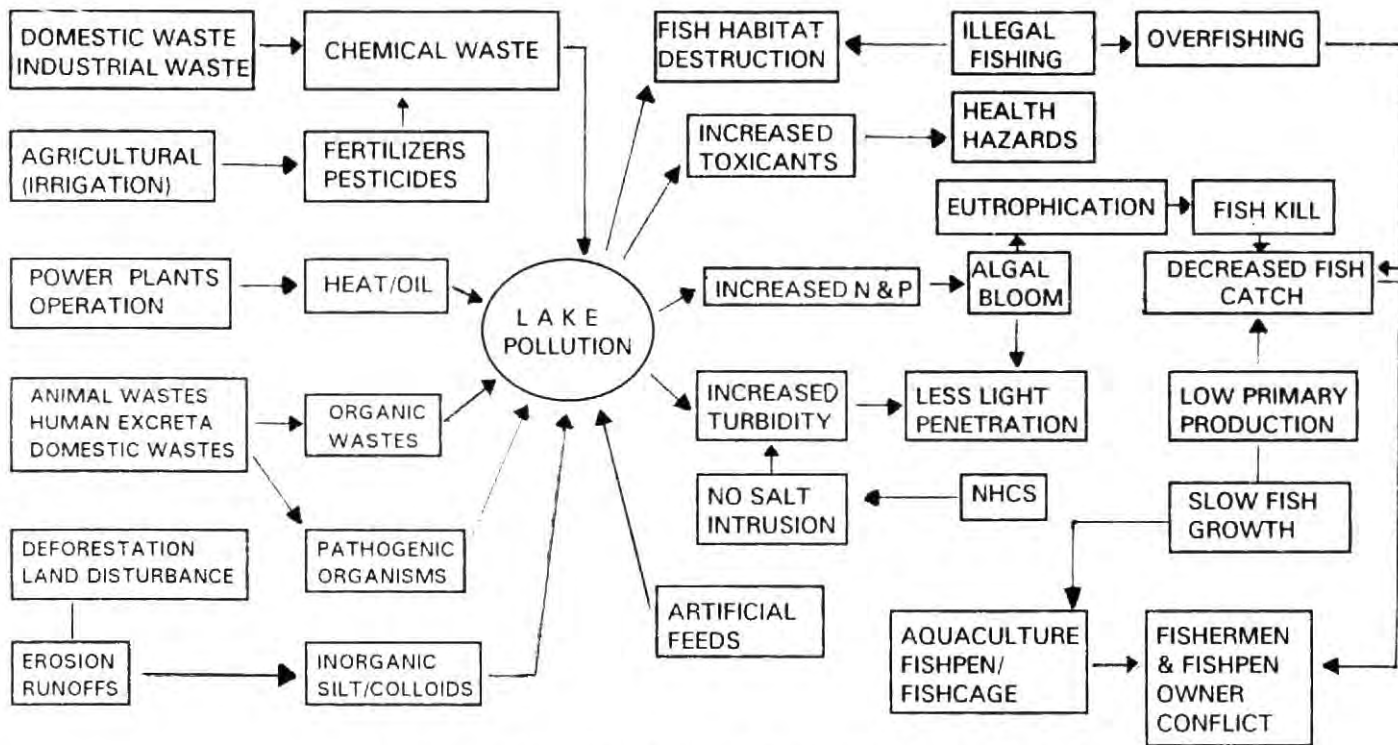 DOMESTIC WASTE
INDUSTRIAL WASTE
CHEMICAL WASTE
FISH HABITAT
DESTRUCTION
ILLEGAL
FISHING
OVERFISHING
AGRICULTURAL
(IRRIGATION)
FERTILIZERS
PESTICIDES
INCREASED
TOXICANTS
HEALTH
HAZARDS
EUTROPHICATION
FISH KILL
POWER PLANTS
OPERATION
HEAT/OIL
LAKE
POLLUTION
INCREASED N & P
ALGAL
BLOOM
DECREASED FISH
CATCH
ANIMAL WASTES
HUMAN EXCRETA
DOMESTIC WASTES
ORGANIC
WASTES
INCREASED
TURBIDITY
LESS LIGHT
PENETRATION
LOW PRIMARY
PRODUCTION
NO SALT
INTRUSION
NHCS
SLOW FISH
GROWTH
DEFORESTATION
LAND DISTURBANCE
PATHOGENIC
ORGANISMS
EROSION
RUNOFFS
INORGANIC
SILT/COLLOIDS
ARTIFICIAL
FEEDS
AQUACULTURE
FISHPEN/
FISHCAGE
FISHERMEN
& FISHPEN
OWNER
CONFLICT